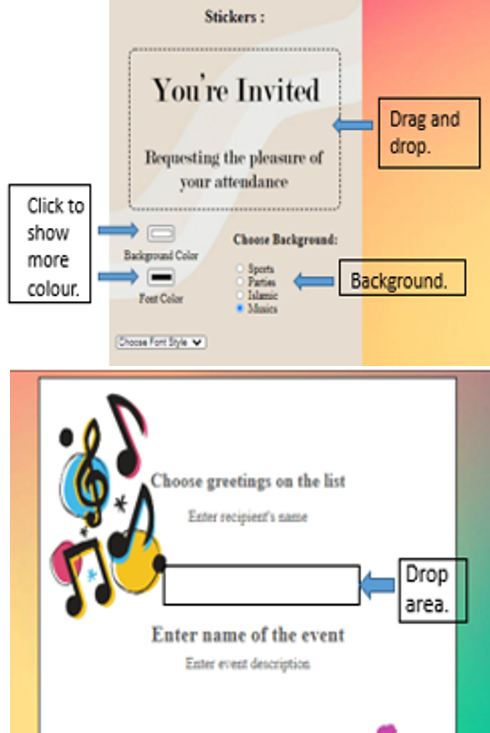 Stickers :
You're Invited
Requesting the pleasure of
your attendance
Drag and
drop.
Click to
show
more
colour.
Background Color
Font Color
Choose Background:
Sports
Parties
Islamic
Musics
Background.
Choose Font Style
Choose greetings on the list
Enter recipient's name
Drop
area.
Enter name of the event
Enter event description